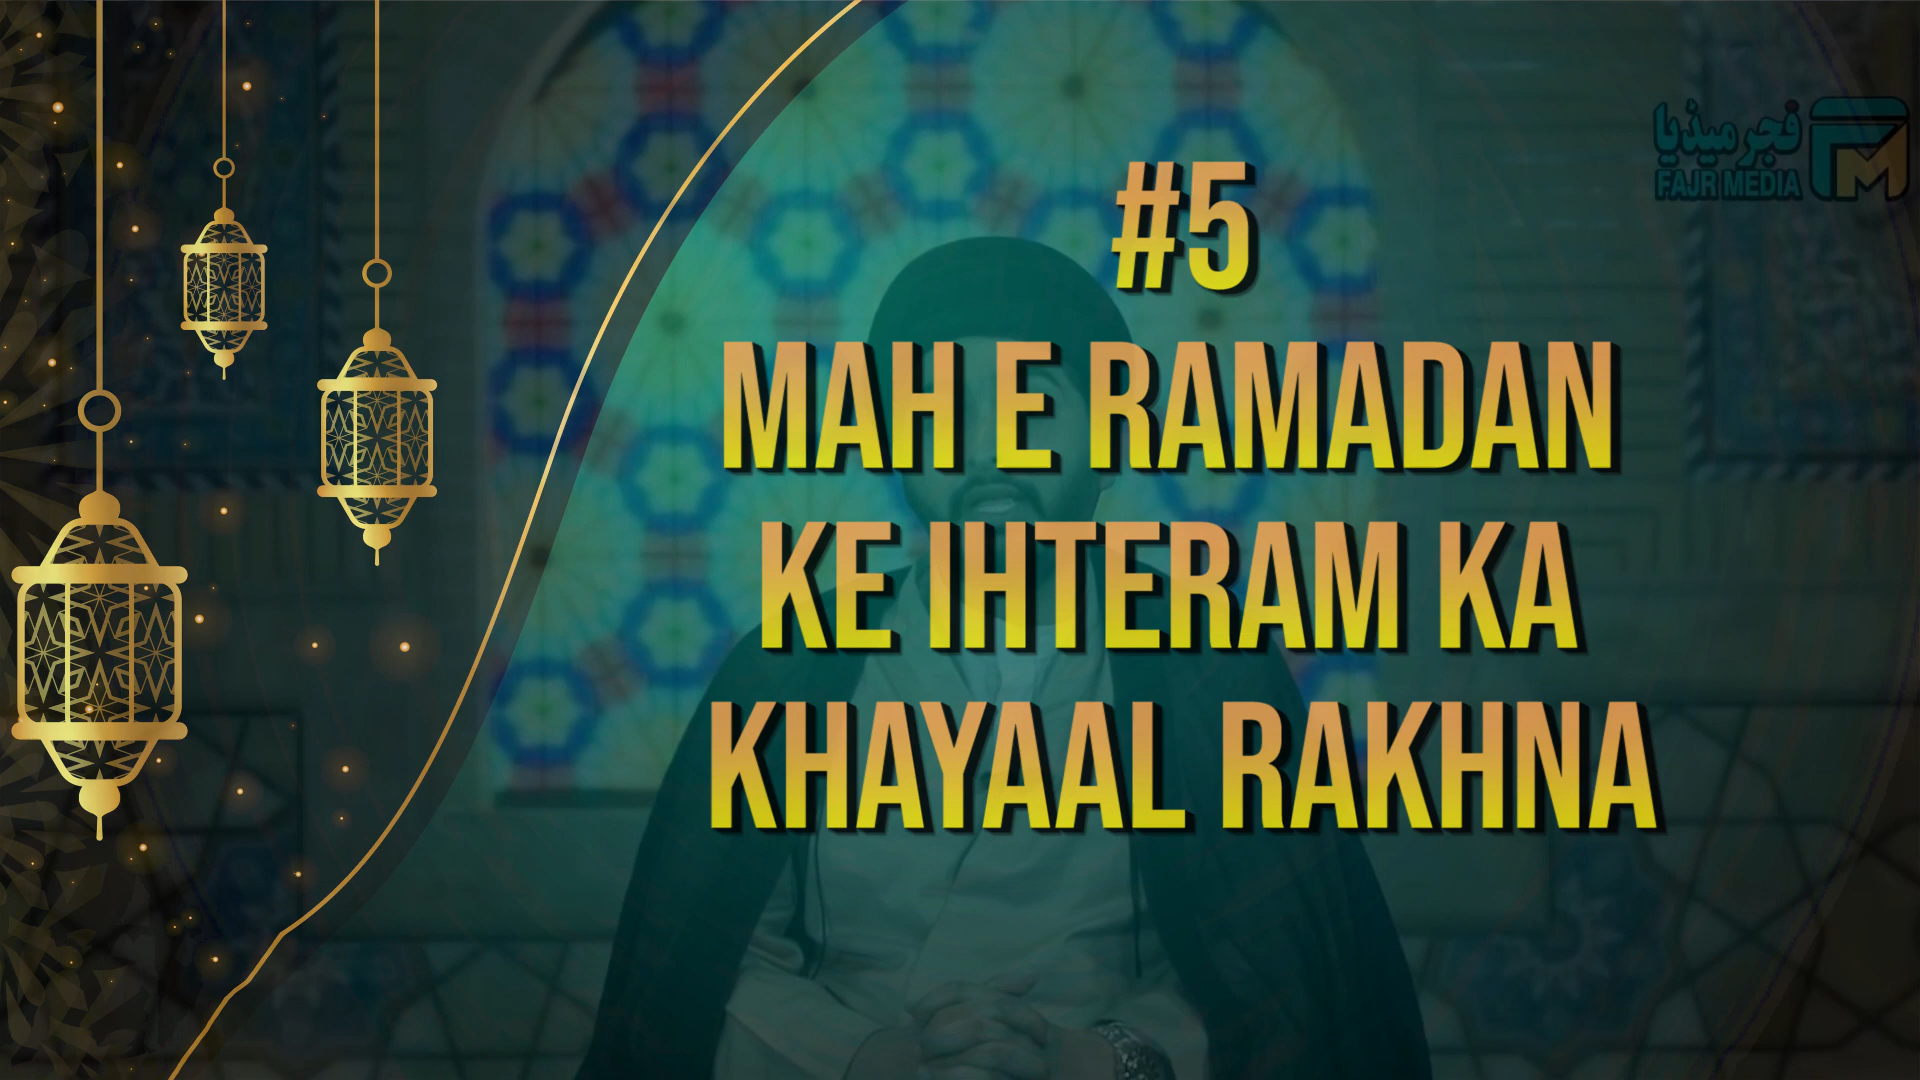 فجر میڈیا
FAJR MEDIA
#5
MAH E RAMADAN
KE IHTERAM KA
KHAYAAL RAKHNA